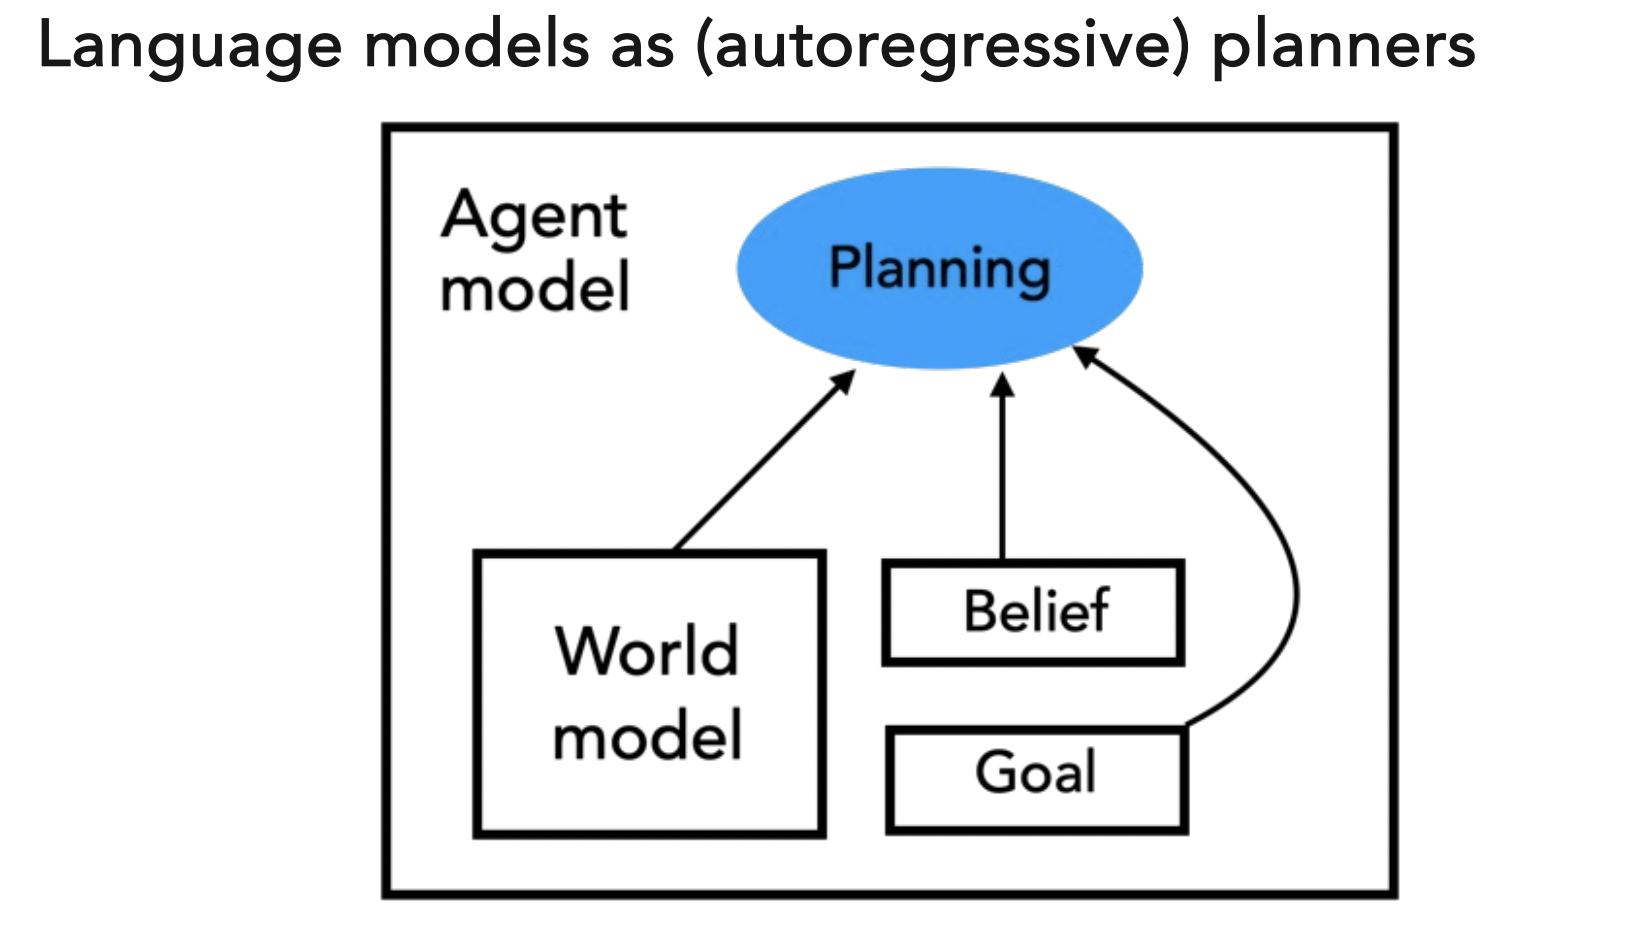 Language models as (autoregressive) planners
Agent
model
Planning
World
model
Belief
Goal